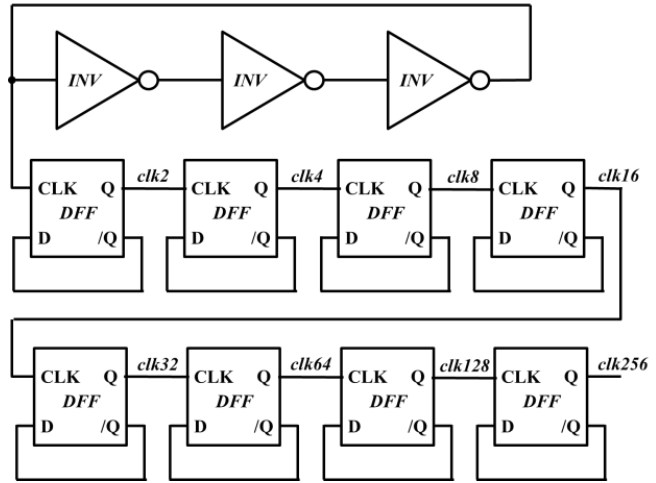 INV INV INV
clk2 clk4 clk8 clk16
CLK Q CLK Q CLK Q CLK Q
DFF DFF DFF DFF
D /Q D /Q D /Q D /Q
clk32 clk64 clk128 clk256
CLK Q CLK Q CLK Q CLK Q
DFF DFF DFF DFF
D /Q D /Q D /Q D /Q